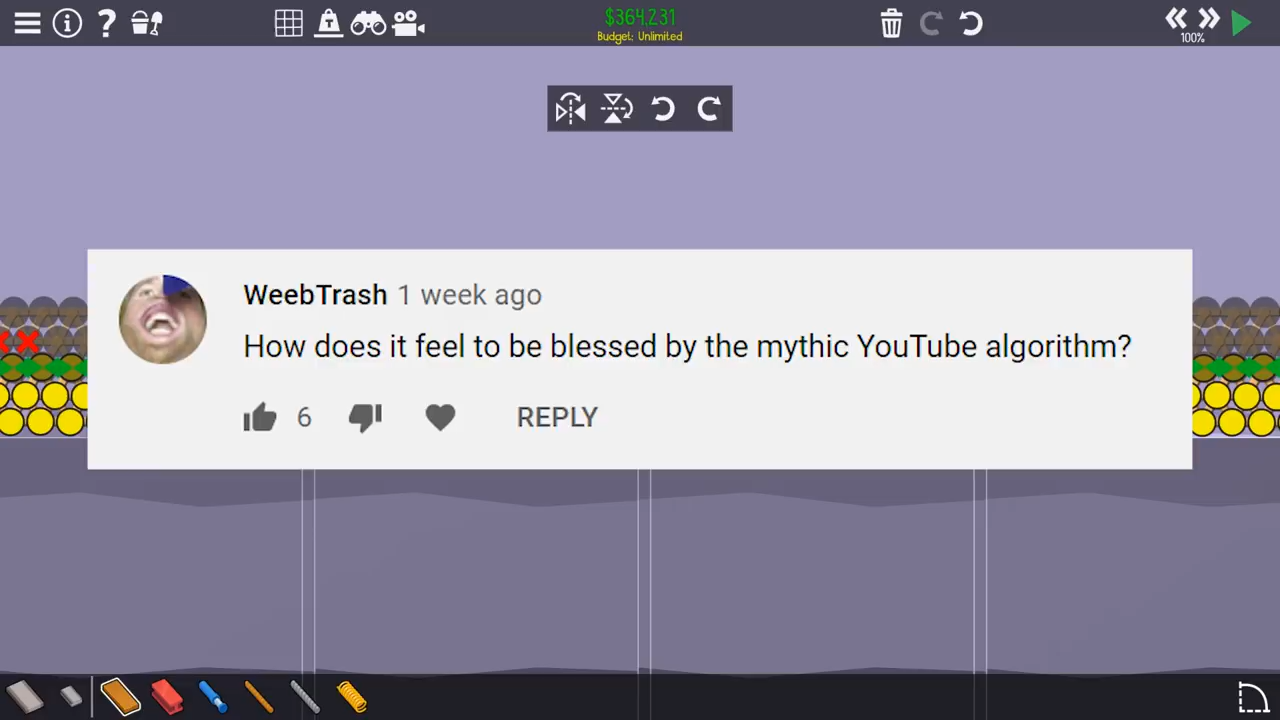 $364,231
Budget: Unlimited
100%
WeebTrash 1 week ago
How does it feel to be blessed by the mythic YouTube algorithm?
6 REPLY